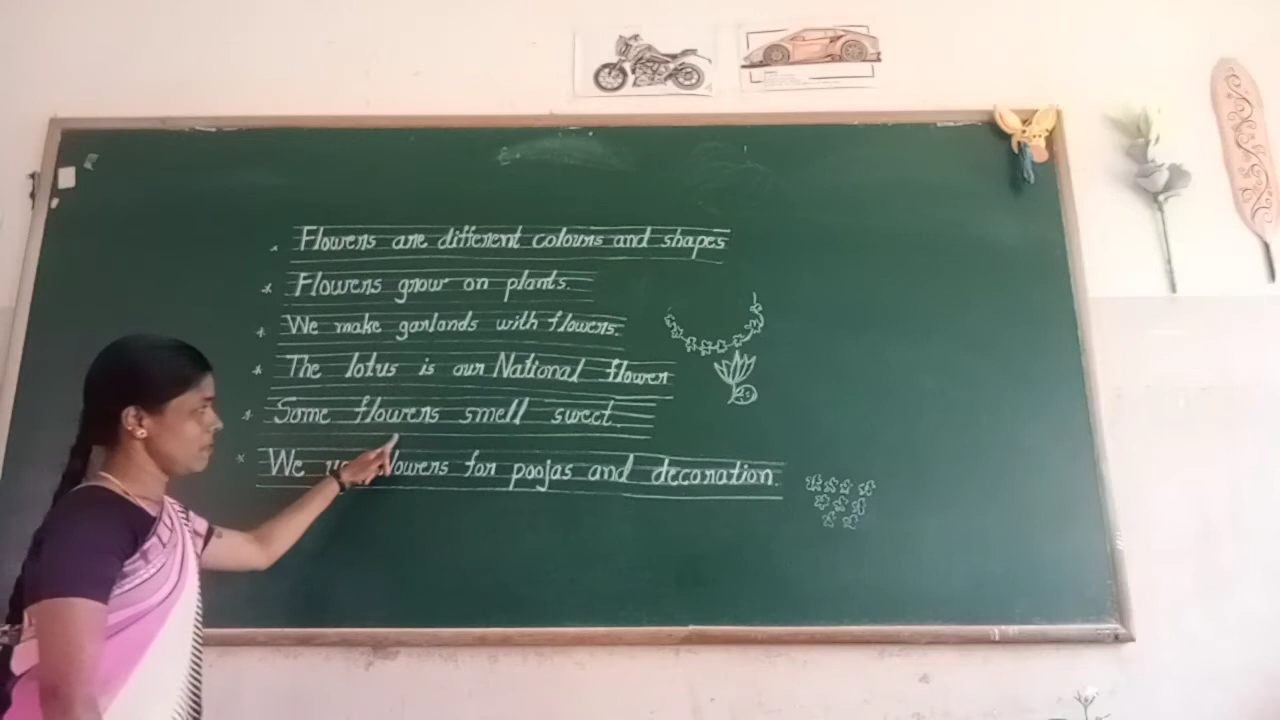 Flowers are different colours and shapes
Flowers grow on plants.
We make garlands with flowers.
The lotus is our National flower
Some flowers smell sweet.
We flowers for poojas and decoration.